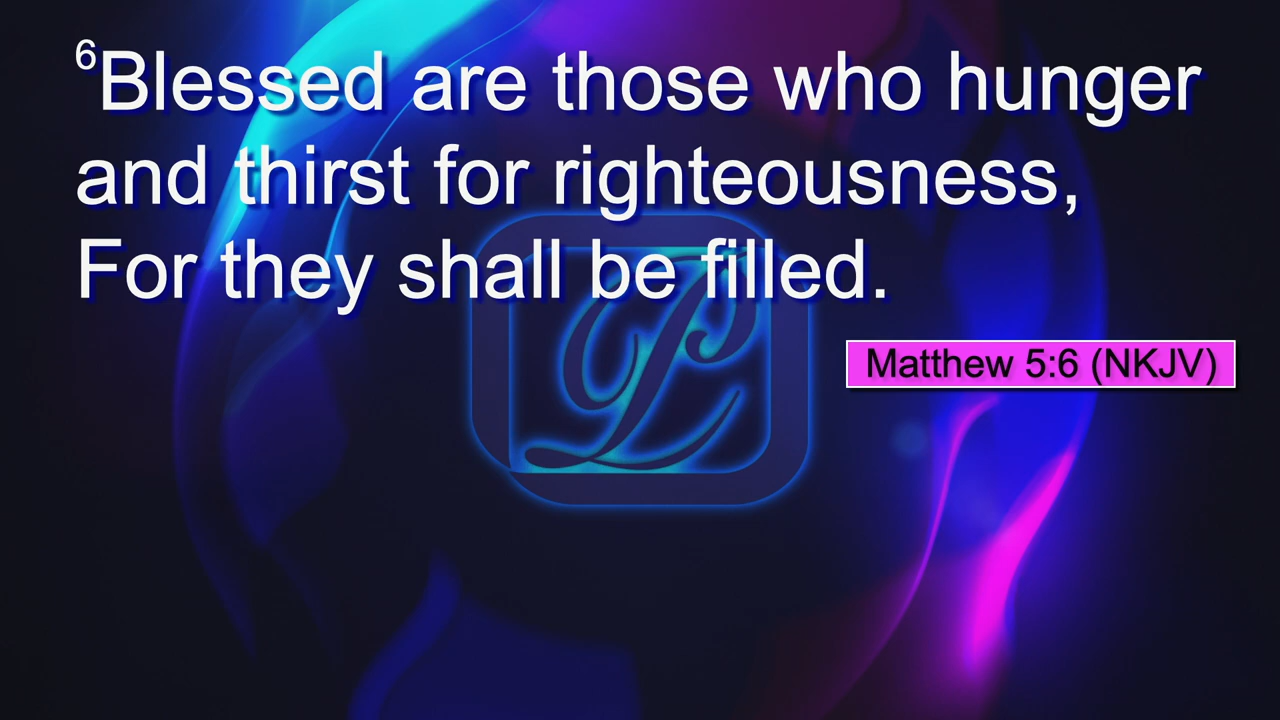 ⁶Blessed are those who hunger
and thirst for righteousness,
For they shall be filled.
Matthew 5:6 (NKJV)